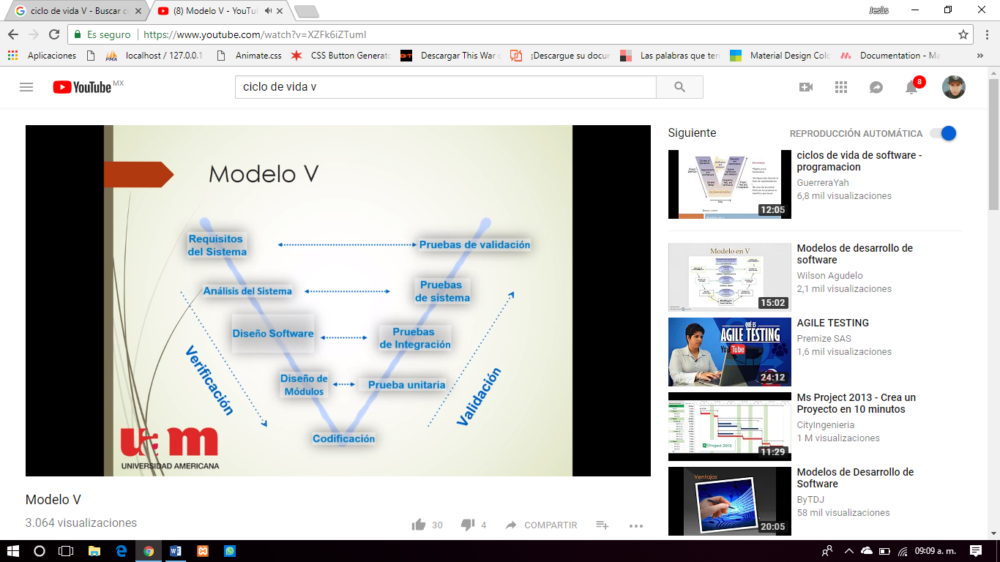 ciclo de vida V - Buscar c
(8) Modelo V - YouTu
Jesùs
Es seguro
https://www.youtube.com/watch?v=XZFk6iZTumI
Aplicaciones
localhost / 127.0.0.1
Animate.css
CSS Button Generato
Descargar This War o
¡Descargue su docum
Las palabras que tern
Material Design Colo
Documentation - Ma
YouTube MX
ciclo de vida v
8
Modelo V
Requisitos
del Sistema
Pruebas de validación
Análisis del Sistema
Pruebas
de sistema
Diseño Software
Pruebas
de Integración
Diseño de
Módulos
Prueba unitaria
Codificación
Verificación
Validación
uam
UNIVERSIDAD AMERICANA
Modelo V
3.064 visualizaciones
30
4
COMPARTIR
Siguiente
REPRODUCCIÓN AUTOMÁTICA
12:05
ciclos de vida de software -
programacion
GuerreraYah
6,8 mil visualizaciones
Modelo en V
15:02
Modelos de desarrollo de
software
Wilson Agudelo
2,1 mil visualizaciones
QUÉ ES
AGILE TESTING
YouTube
24:12
AGILE TESTING
Premize SAS
1,6 mil visualizaciones
Project 2013
11:29
Ms Project 2013 - Crea un
Proyecto en 10 minutos
CityIngenieria
1 M visualizaciones
Ventajas
20:05
Modelos de Desarrollo de
Software
ByTDJ
58 mil visualizaciones
09:09 a. m.